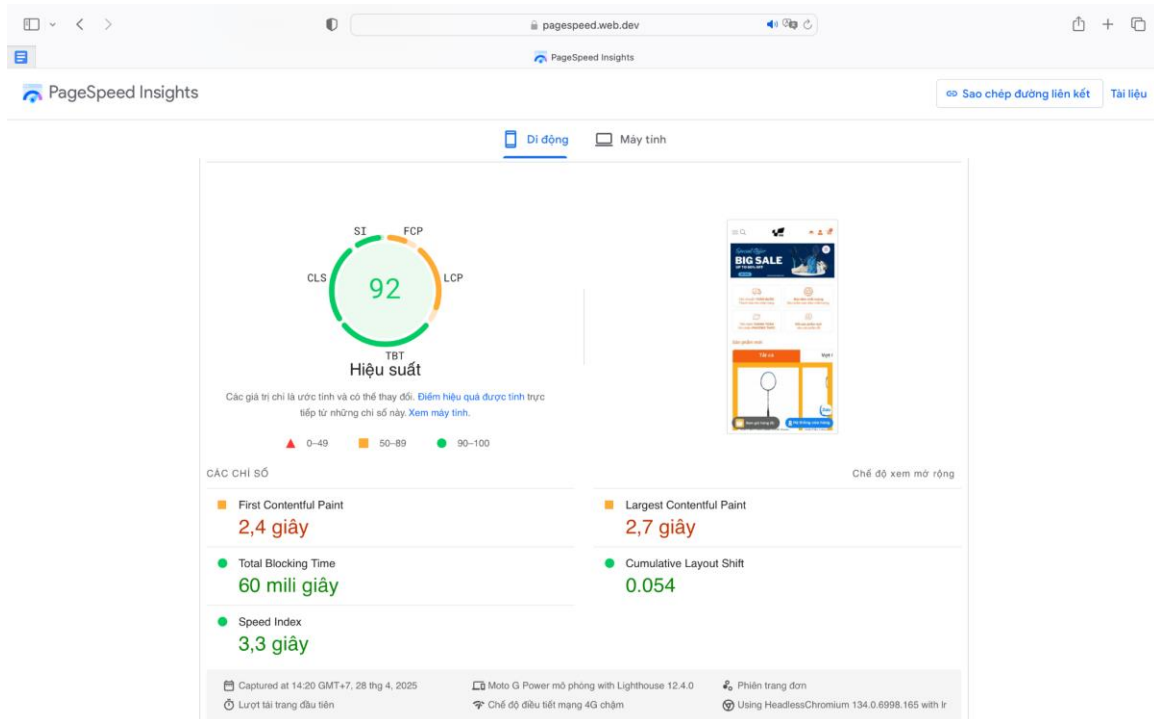 pagespeed.web.dev
PageSpeed Insights
PageSpeed Insights
Sao chép đường liên kết
Tài liệu
Di động
Máy tính
SI
FCP
CLS
LCP
92
TBT
Hiệu suất
Các giá trị chỉ là ước tính và có thể thay đổi. Điểm hiệu quả được tính trực
tiếp từ những chỉ số này. Xem máy tính.
0–49
50–89
90–100
BIG SALE
Tất cả
CÁC CHỈ SỐ
Chế độ xem mở rộng
First Contentful Paint
2,4 giây
Largest Contentful Paint
2,7 giây
Total Blocking Time
60 mili giây
Cumulative Layout Shift
0.054
Speed Index
3,3 giây
Captured at 14:20 GMT+7, 28 thg 4, 2025
Moto G Power mô phỏng with Lighthouse 12.4.0
Phiên trang đơn
Lượt tải trang đầu tiên
Chế độ điều tiết mạng 4G chậm
Using HeadlessChromium 134.0.6998.165 with lr